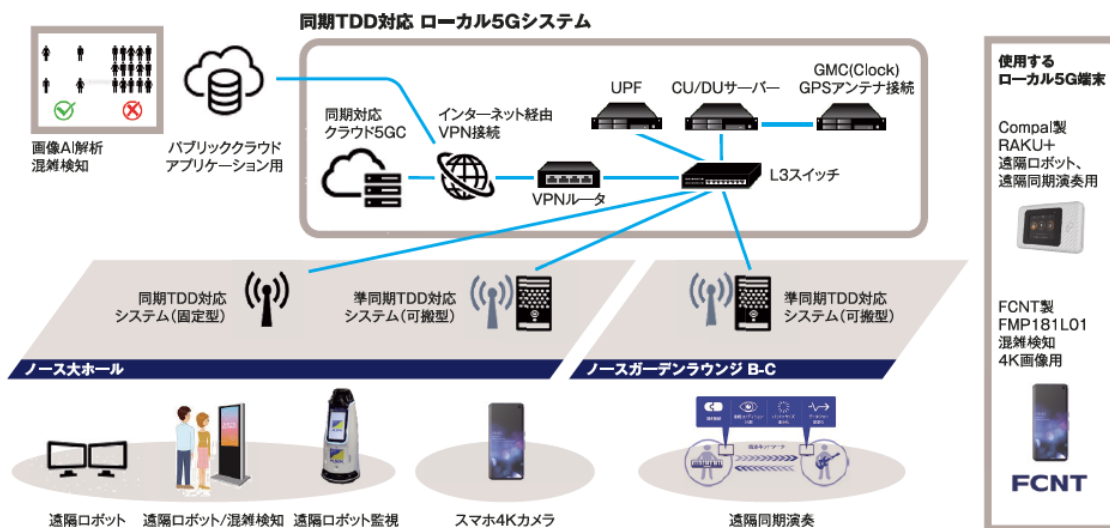 同期TDD対応 ローカル5Gシステム
画像AI解析
混雑検知
パブリッククラウド
アプリケーション用
同期対応
クラウド5GC
インターネット経由
VPN接続
VPNルータ
UPF
CU/DUサーバー
GMC(Clock)
GPSアンテナ接続
L3スイッチ
同期TDD対応
システム(固定型)
準同期TDD対応
システム(可搬型)
準同期TDD対応
システム(可搬型)
ノース大ホール
ノースガーデンラウンジ B-C
遠隔ロボット
遠隔ロボット/混雑検知
遠隔ロボット監視
スマホ4Kカメラ
遠隔同期演奏
使用する
ローカル5G端末
Compal製
RAKU+
遠隔ロボット、
遠隔同期演奏用
FCNT製
FMP181L01
混雑検知
4K画像用
FCNT